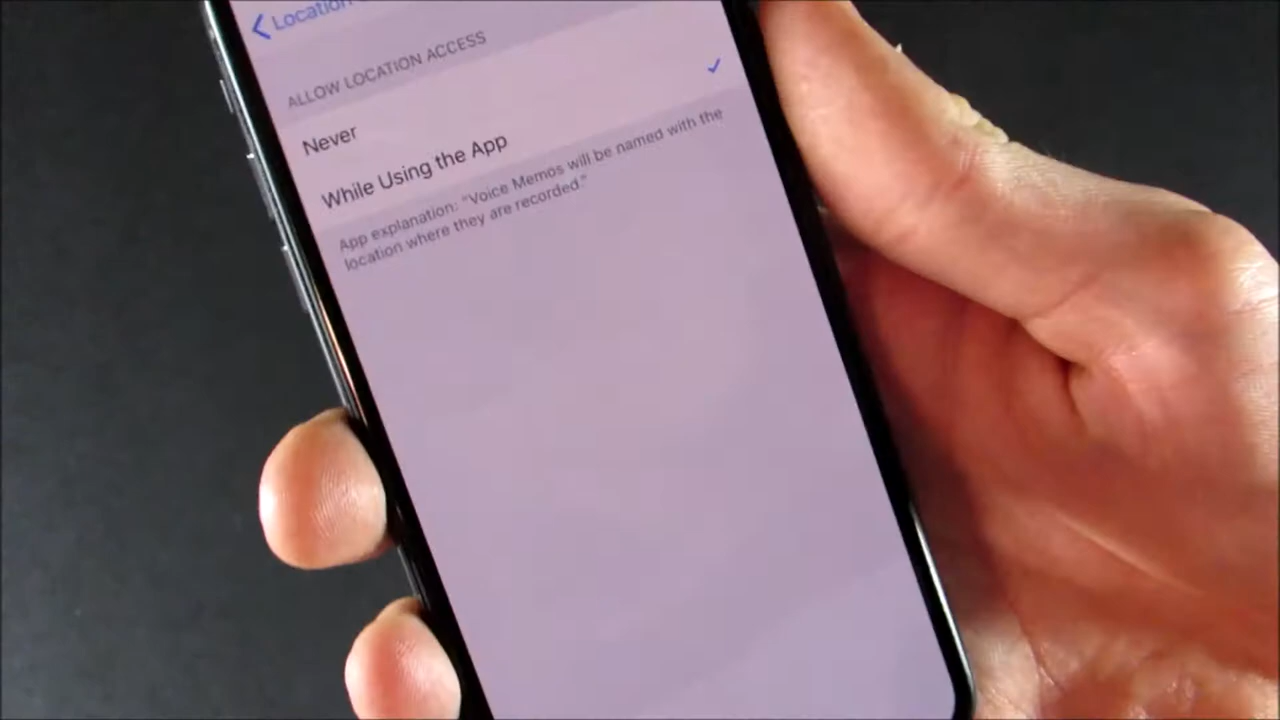 Location
ALLOW LOCATION ACCESS
Never
While Using the App
App explanation: “Voice Memos will be named with the
location where they are recorded.”